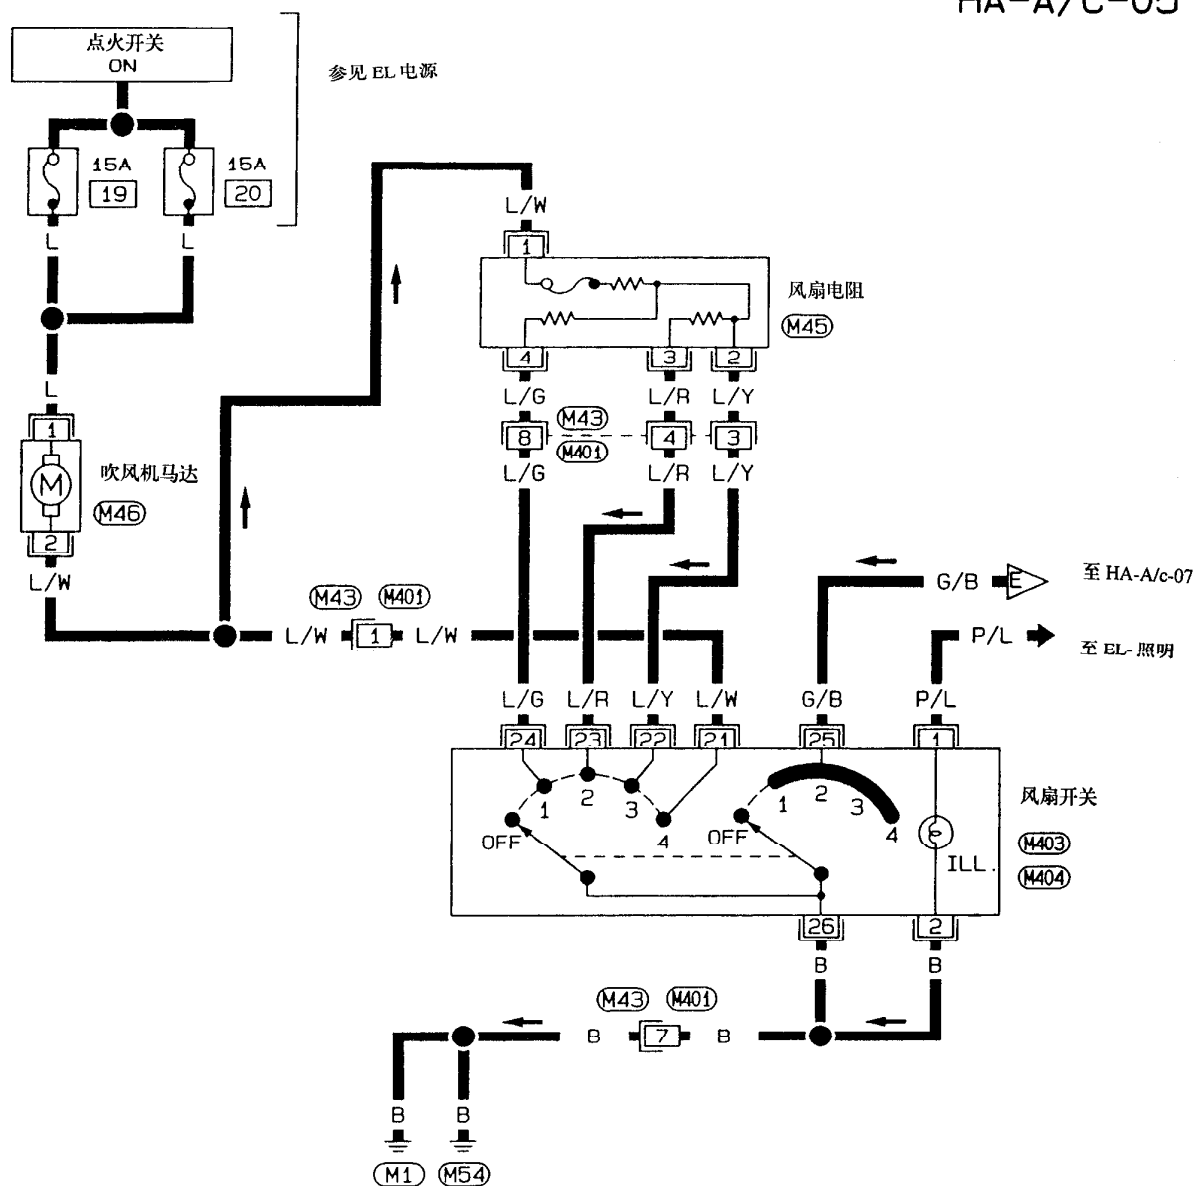 HA-A/C-05
点火开关
ON
参见 EL 电源
15A
19
15A
20
L
L
L/W
1
风扇电阻
M45
4
3
2
L
L/G
L/R
L/Y
1
M43
8
4
3
M401
M
吹风机马达
L/G
L/R
L/Y
M46
2
L/W
G/B
E
至 HA-A/c-07
M43
M401
L/W
1
L/W
P/L
至 EL- 照明
L/G
L/R
L/Y
L/W
G/B
P/L
24
23
22
21
25
1
1
2
3
4
OFF
1
2
3
4
OFF
ILL.
风扇开关
M403
M404
26
2
B
B
M43
M401
B
7
B
B
B
M1
M54